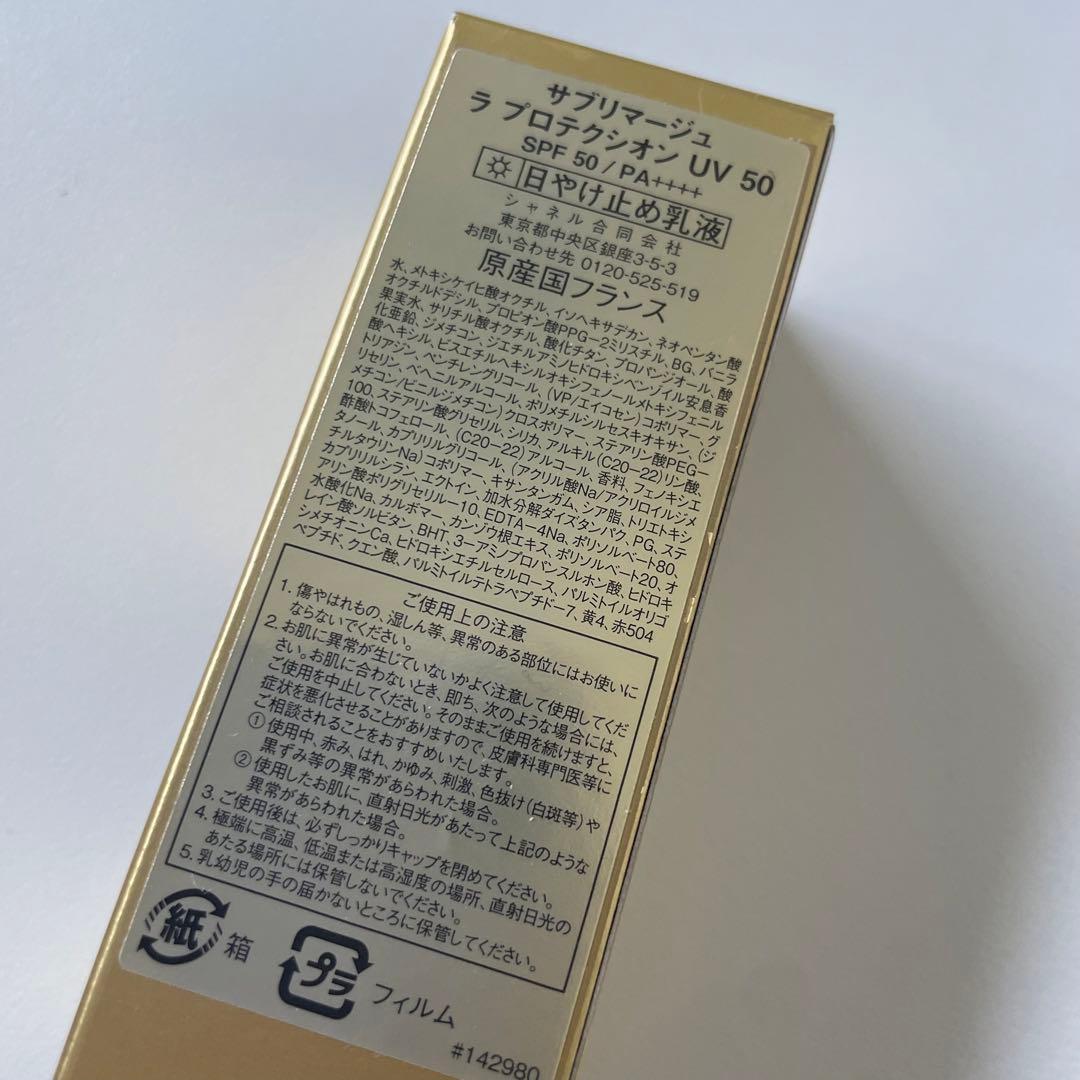 サブリマージュ
ラ プロテクシオン UV 50
SPF 50 / PA++++
日やけ止め乳液
シャネル合同会社
東京都中央区銀座3-5-3
お問い合わせ先 0120-525-519
原産国フランス
水、メトキシケイヒ酸オクチル、イソヘキサデカン、ネオペンタン酸
オクチルドデシル、プロピオン酸PPG-2ミリスチル、BG、バニラ
果実水、サリチル酸オクチル、酸化チタン、プロパンジオール、酸
化亜鉛、ジメチコン、ジエチルアミノヒドロキシベンゾイル安息香
酸ヘキシル、ビスエチルヘキシルオキシフェノールメトキシフェニル
トリアジン、ペンチレングリコール、(VP/エイコセン)コポリマー、グ
リセリン、ベヘニルアルコール、ポリメチルシルセスキオキサン、(ジ
メチコン/ビニルジメチコン)クロスポリマー、ステアリン酸PEG-
100、ステアリン酸グリセリル、シリカ、アルキル(C20-22)リン酸、
酢酸トコフェロール、(C20-22)アルコール、香料、フェノキシエ
タノール、カプリリルグリコール、(アクリル酸Na/アクリロイルジメ
チルタウリンNa)コポリマー、キサンタンガム、シア脂、トリエトキシ
カプリリルシラン、エクトイン、加水分解ダイズタンパク、PG、ステ
アリン酸ポリグリセリル-10、EDTA-4Na、ポリソルベート80、
水酸化Na、カルボマー、カンゾウ根エキス、ポリソルベート20、オ
レイン酸ソルビタン、BHT、3-アミノプロパンスルホン酸、ヒドロキ
シメチオニンCa、ヒドロキシエチルセルロース、パルミトイルオリゴ
ペプチド、クエン酸、パルミトイルテトラペプチド-7、黄4、赤504
ご使用上の注意
1. 傷やはれもの、湿しん等、異常のある部位にはお使いに
ならないでください。
2. お肌に異常が生じていないかよく注意して使用してくだ
さい。お肌に合わないとき、即ち、次のような場合には、
ご使用を中止してください。そのままご使用を続けますと、
症状を悪化させることがありますので、皮膚科専門医等に
ご相談されることをおすすめいたします。
① 使用中、赤み、はれ、かゆみ、刺激、色抜け(白斑等)や
黒ずみ等の異常があらわれた場合。
② 使用したお肌に、直射日光があたって上記のような
異常があらわれた場合。
3. ご使用後は、必ずしっかりキャップを閉めてください。
4. 極端に高温、低温または高湿度の場所、直射日光の
あたる場所には保管しないでください。
5. 乳幼児の手の届かないところに保管してください。
紙 箱
プラ フィルム
#142980